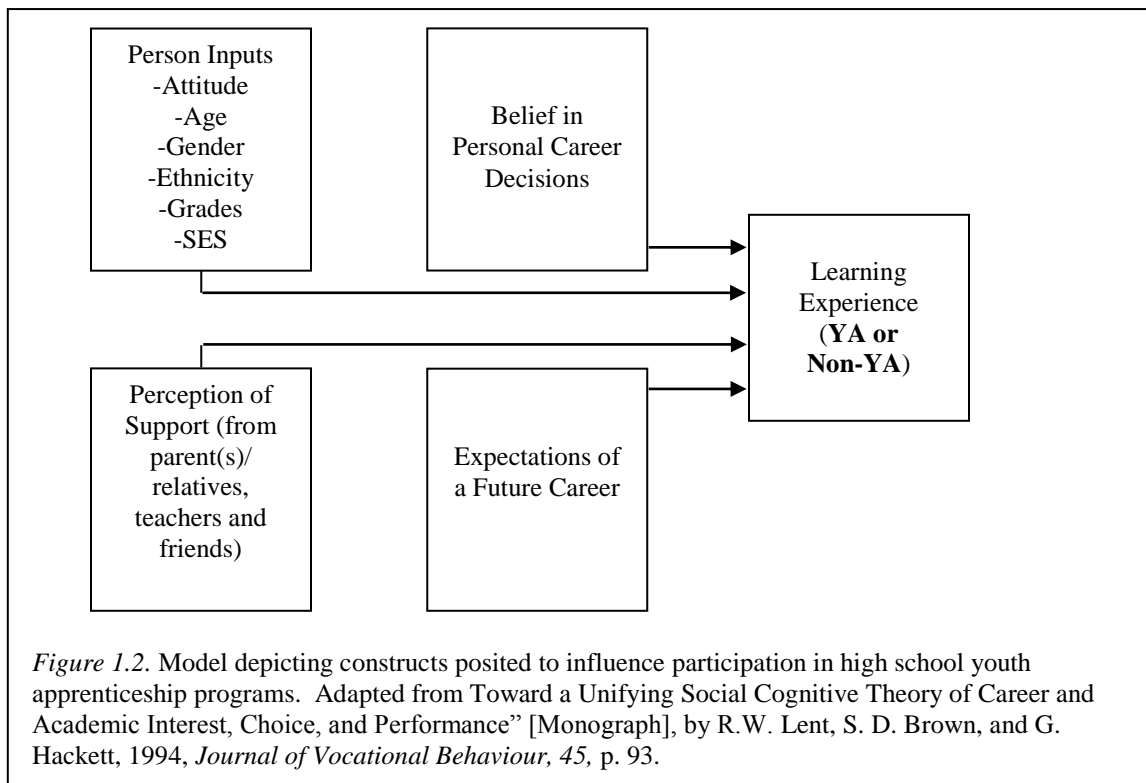 Person Inputs
-Attitude
-Age
-Gender
-Ethnicity
-Grades
-SES
Belief in
Personal Career
Decisions
Learning
Experience
(YA or
Non-YA)
Perception of
Support (from
parent(s)/
relatives,
teachers and
friends)
Expectations of
a Future Career
Figure 1.2. Model depicting constructs posited to influence participation in high school youth
apprenticeship programs. Adapted from Toward a Unifying Social Cognitive Theory of Career and
Academic Interest, Choice, and Performance” [Monograph], by R.W. Lent, S. D. Brown, and G.
Hackett, 1994, Journal of Vocational Behaviour, 45, p. 93.